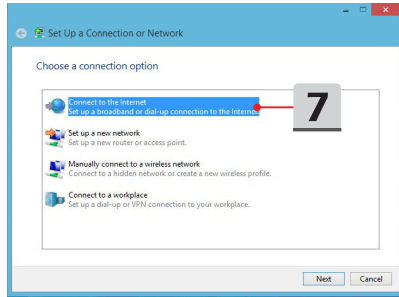 Set Up a Connection or Network
Choose a connection option
Connect to the Internet
Set up a broadband or dial-up connection to the Internet.
7
Set up a new network
Set up a new router or access point.
Manually connect to a wireless network
Connect to a hidden network or create a new wireless profile.
Connect to a workplace
Set up a dial-up or VPN connection to your workplace.
Next Cancel